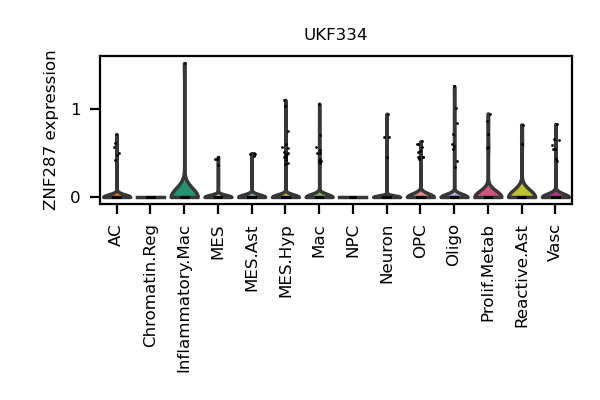 UKF334
ZNF287 expression
1
0
AC
Chromatin.Reg
Inflammatory.Mac
MES
MES.Ast
MES.Hyp
Mac
NPC
Neuron
OPC
Oligo
Prolif.Metab
Reactive.Ast
Vasc